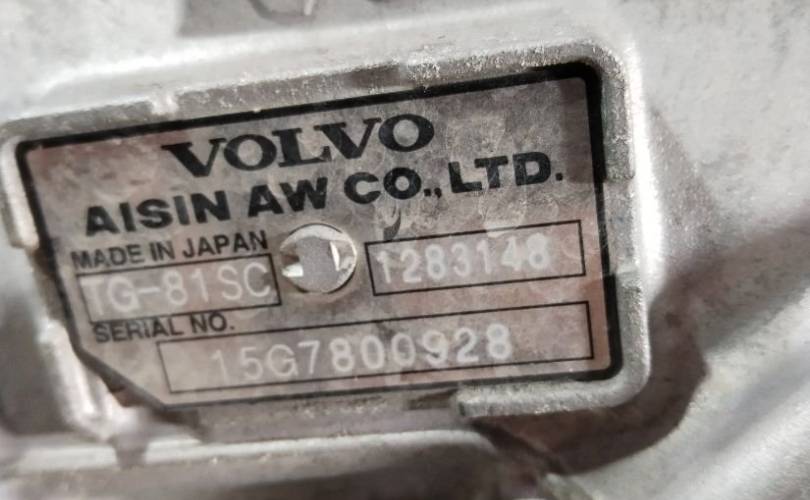 VOLVO
AISIN AW CO., LTD.
MADE IN JAPAN
TG-81SC 1283148
SERIAL NO.
15G7800928